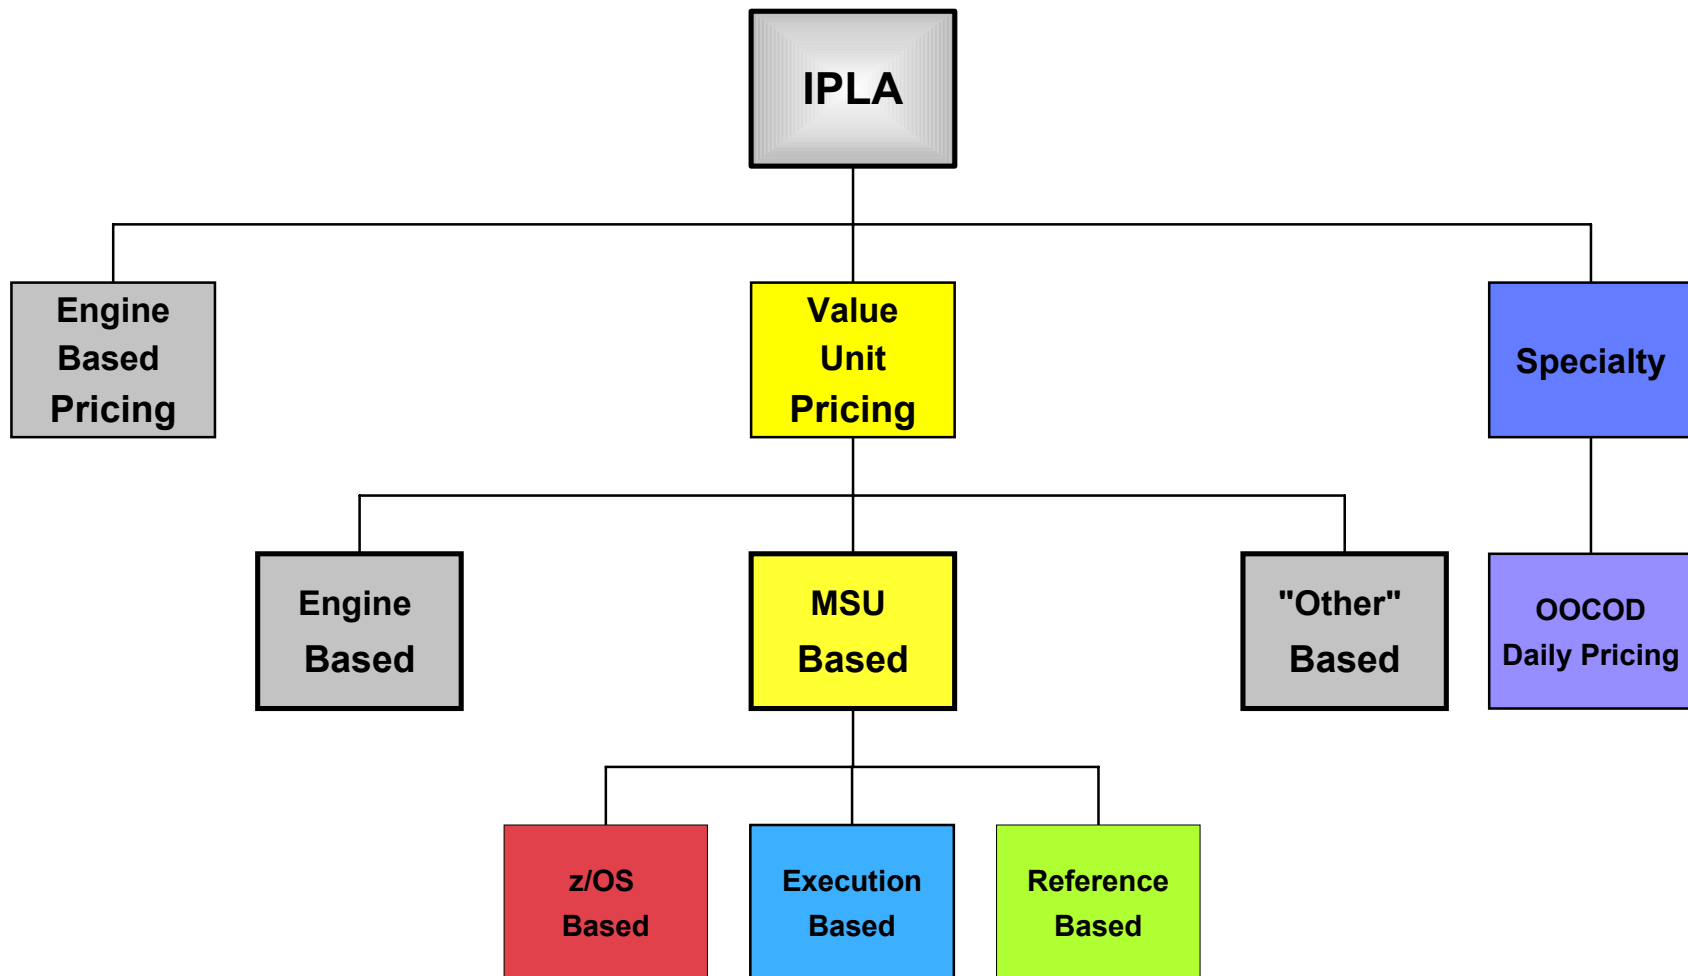 IPLA
Engine
Based
Pricing
Value
Unit
Pricing
Specialty
Engine
Based
MSU
Based
"Other"
Based
OOCOD
Daily Pricing
z/OS
Based
Execution
Based
Reference
Based